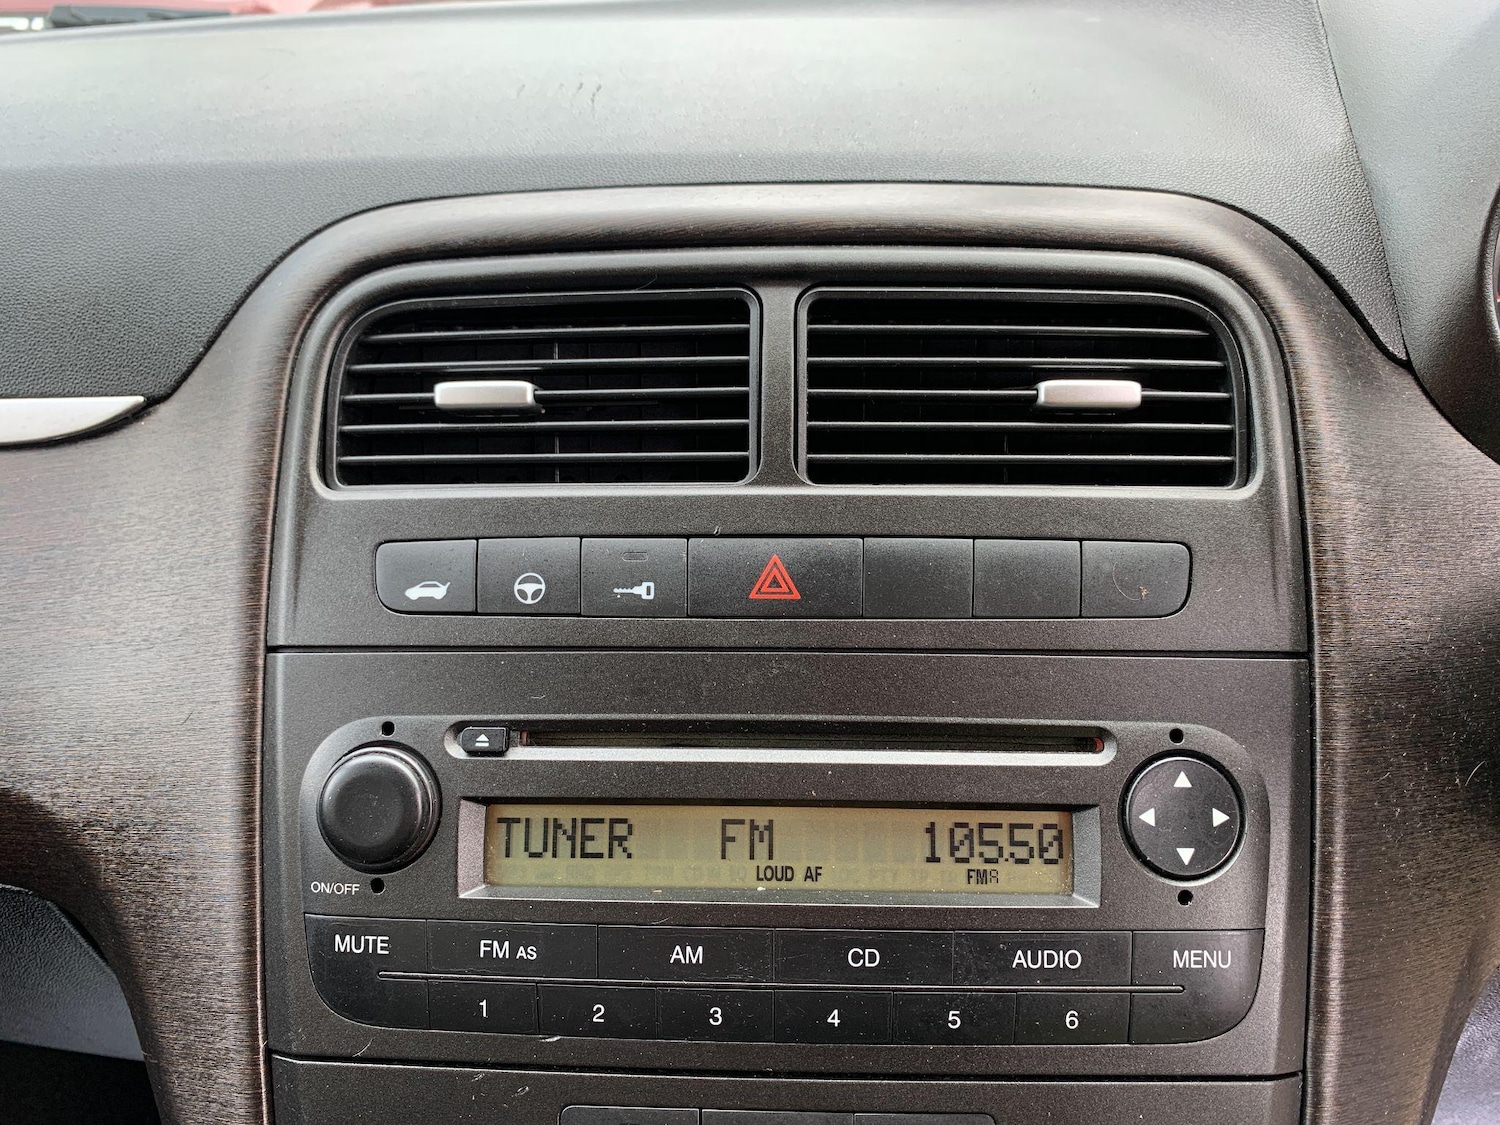 TUNER FM 105.50
LOUD AF FMA
ON/OFF
MUTE FM AS AM CD AUDIO MENU
1 2 3 4 5 6